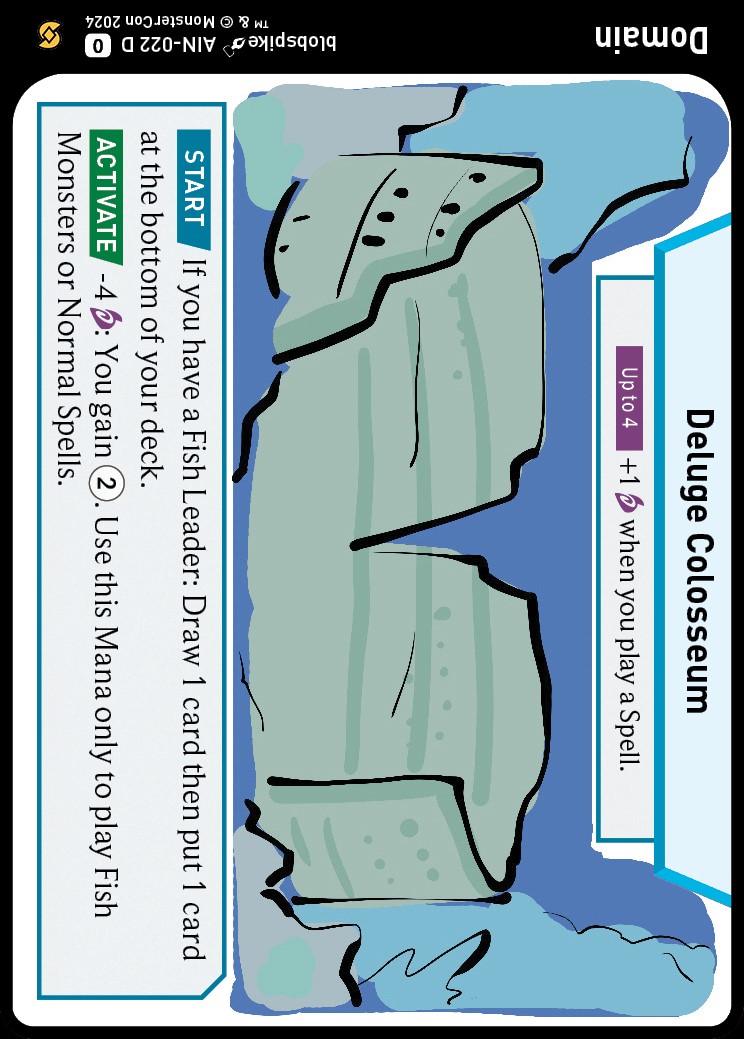 Deluge Colosseum
Up to 4 +1 when you play a Spell.
START If you have a Fish Leader: Draw 1 card then put 1 card
at the bottom of your deck.
ACTIVATE -4 : You gain 2. Use this Mana only to play Fish
Monsters or Normal Spells.
Domain
blobspike AIN-022 D 0
™ & © MonsterCon 2024